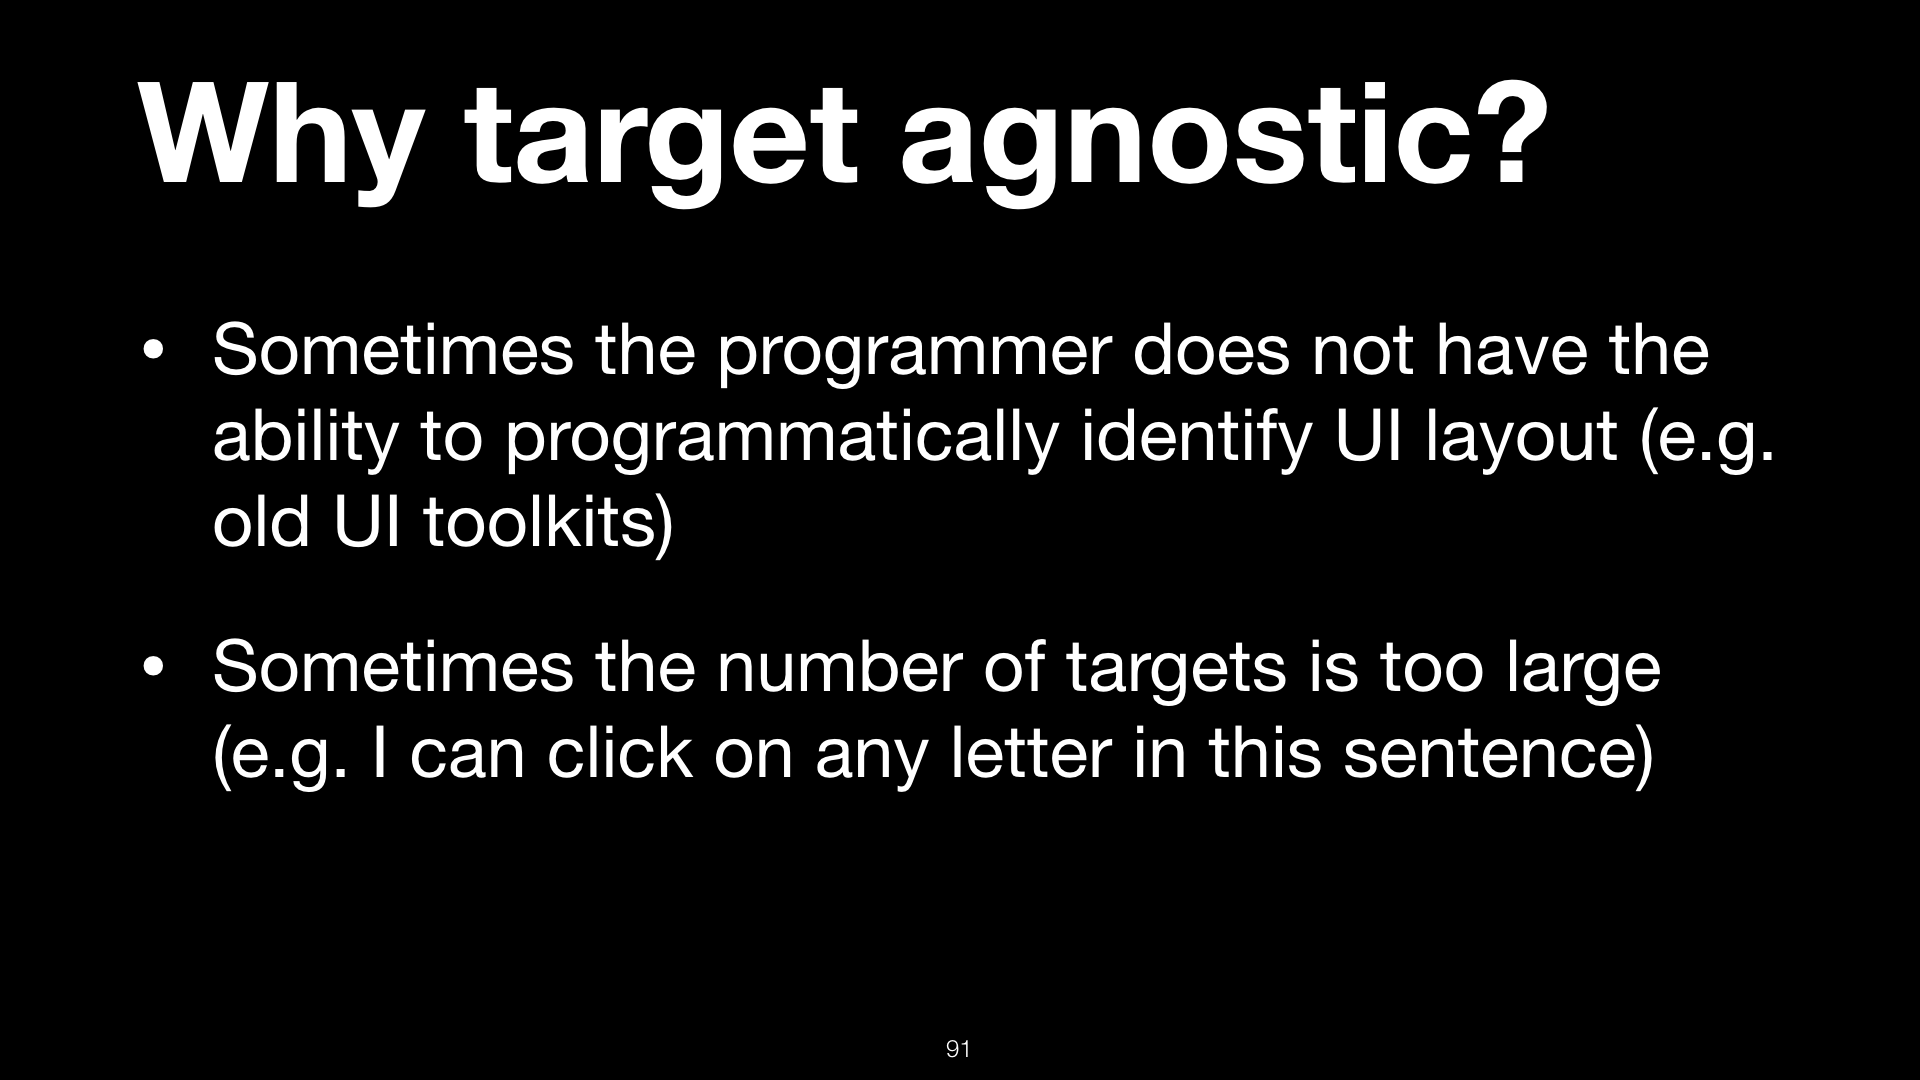 Why target agnostic?
• Sometimes the programmer does not have the
ability to programmatically identify UI layout (e.g.
old UI toolkits)
• Sometimes the number of targets is too large
(e.g. I can click on any letter in this sentence)
91